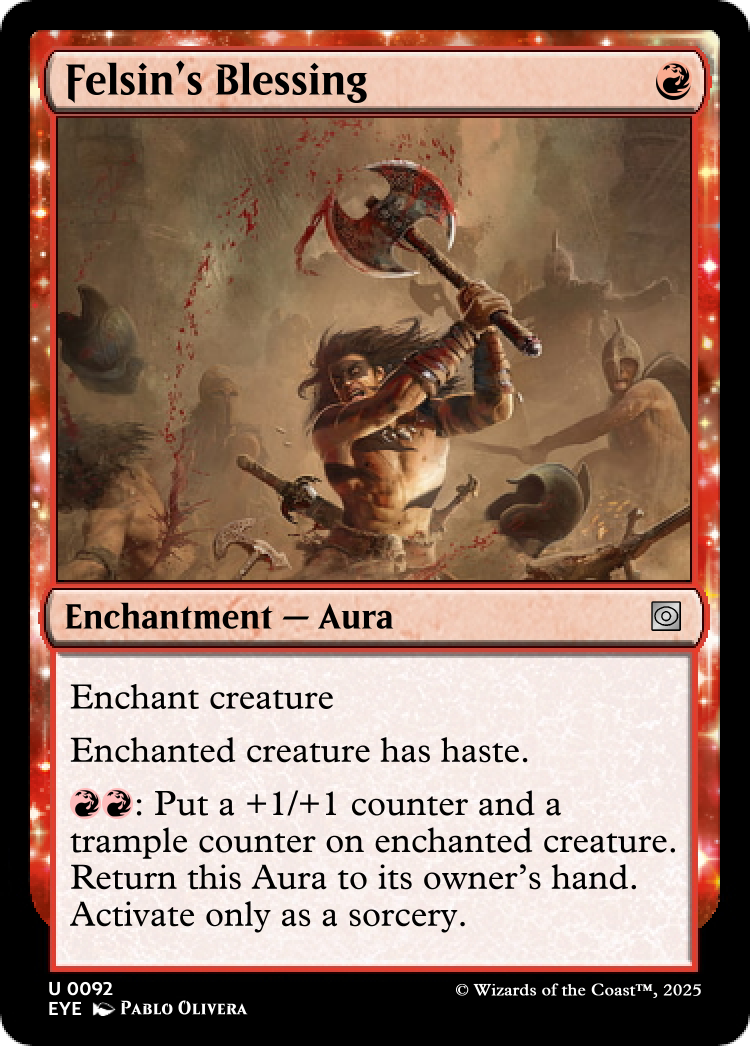 Felsin's Blessing
Enchantment — Aura
Enchant creature
Enchanted creature has haste.
: Put a +1/+1 counter and a
trample counter on enchanted creature.
Return this Aura to its owner's hand.
Activate only as a sorcery.
U 0092
EYE Pablo Olivera
© Wizards of the Coast™, 2025